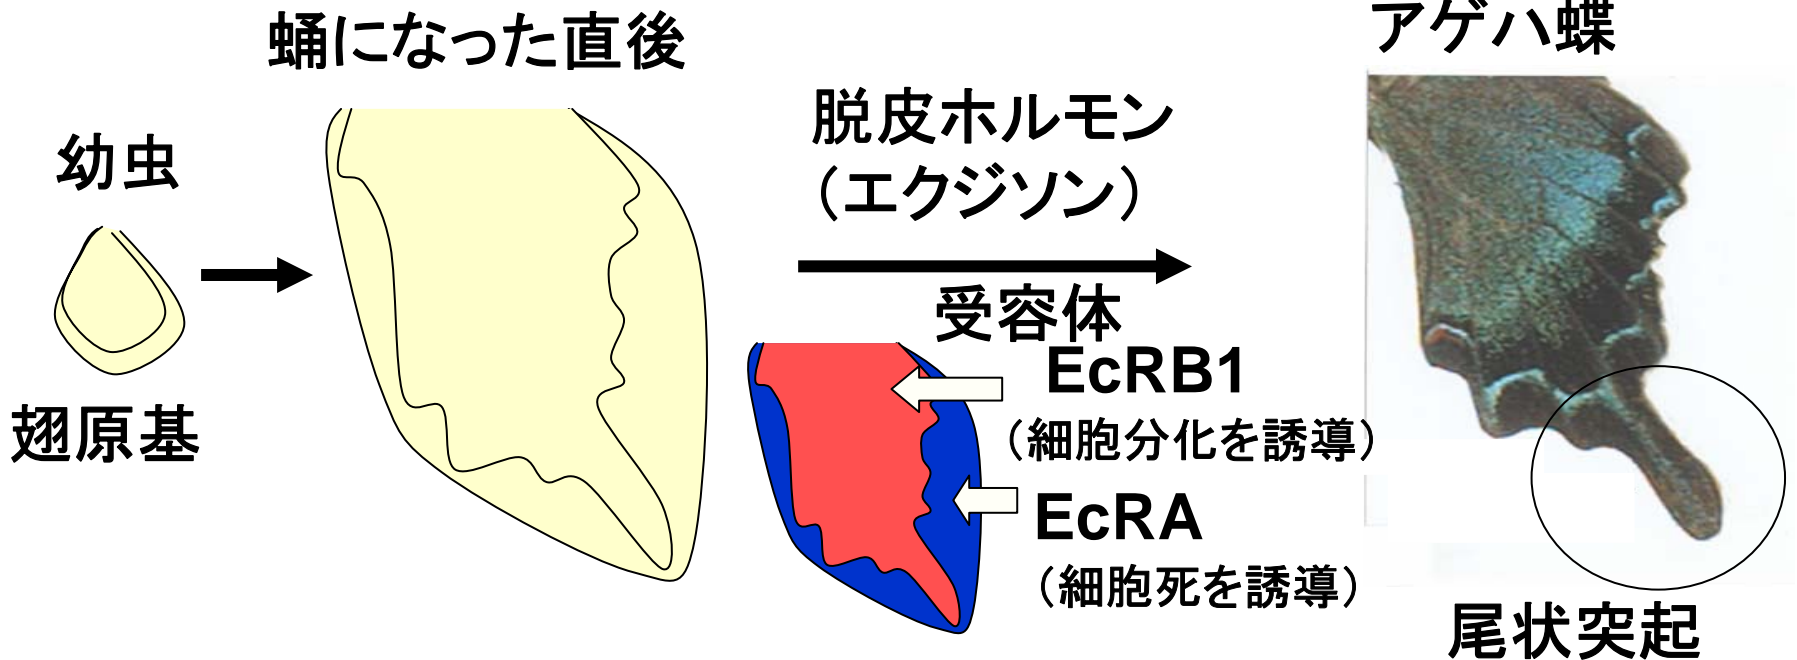 幼虫
翅原基
蛹になった直後
脱皮ホルモン
（エクジソン）
受容体
EcRB1
（細胞分化を誘導）
EcRA
（細胞死を誘導）
アゲハ蝶
尾状突起